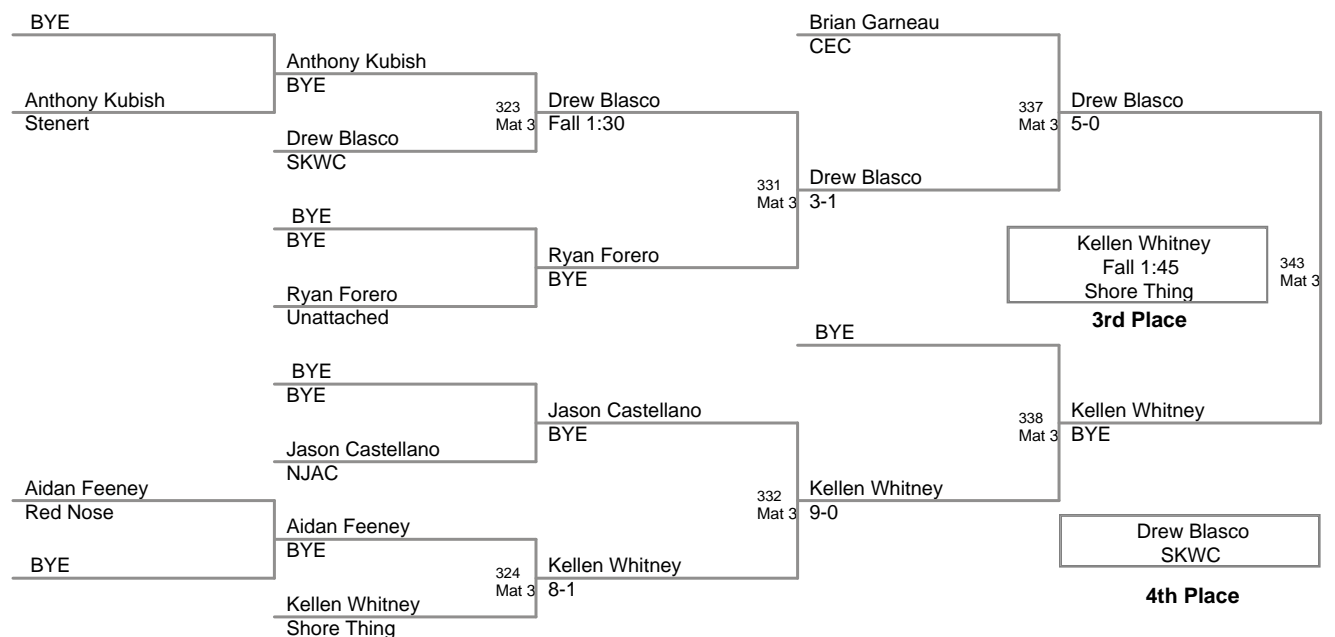 BYE
Anthony Kubish
Stenert
Anthony Kubish
BYE
Drew Blasco
SKWC
323
Mat 3
Drew Blasco
Fall 1:30
BYE
BYE
Ryan Forero
Unattached
Ryan Forero
BYE
331
Mat 3
Drew Blasco
3-1
Brian Garneau
CEC
337
Mat 3
Drew Blasco
5-0
Kellen Whitney
Fall 1:45
Shore Thing
3rd Place
343
Mat 3
BYE
BYE
Jason Castellano
NJAC
Jason Castellano
BYE
Aidan Feeney
Red Nose
BYE
Aidan Feeney
BYE
Kellen Whitney
Shore Thing
324
Mat 3
Kellen Whitney
8-1
332
Mat 3
Kellen Whitney
9-0
BYE
338
Mat 3
Kellen Whitney
BYE
Drew Blasco
SKWC
4th Place